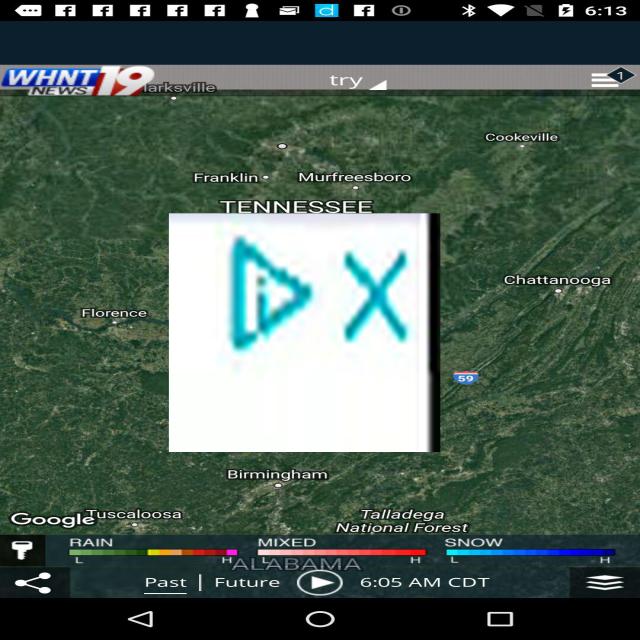 6:13
WHNT 19
NEWS
try
1
larksville
Cookeville
Franklin
Murfreesboro
TENNESSEE
i X
Chattanooga
Florence
59
Birmingham
Google
Tuscaloosa
Talladega
National Forest
RAIN
MIXED
SNOW
L H
L H
L H
ALABAMA
Past | Future
6:05 AM CDT